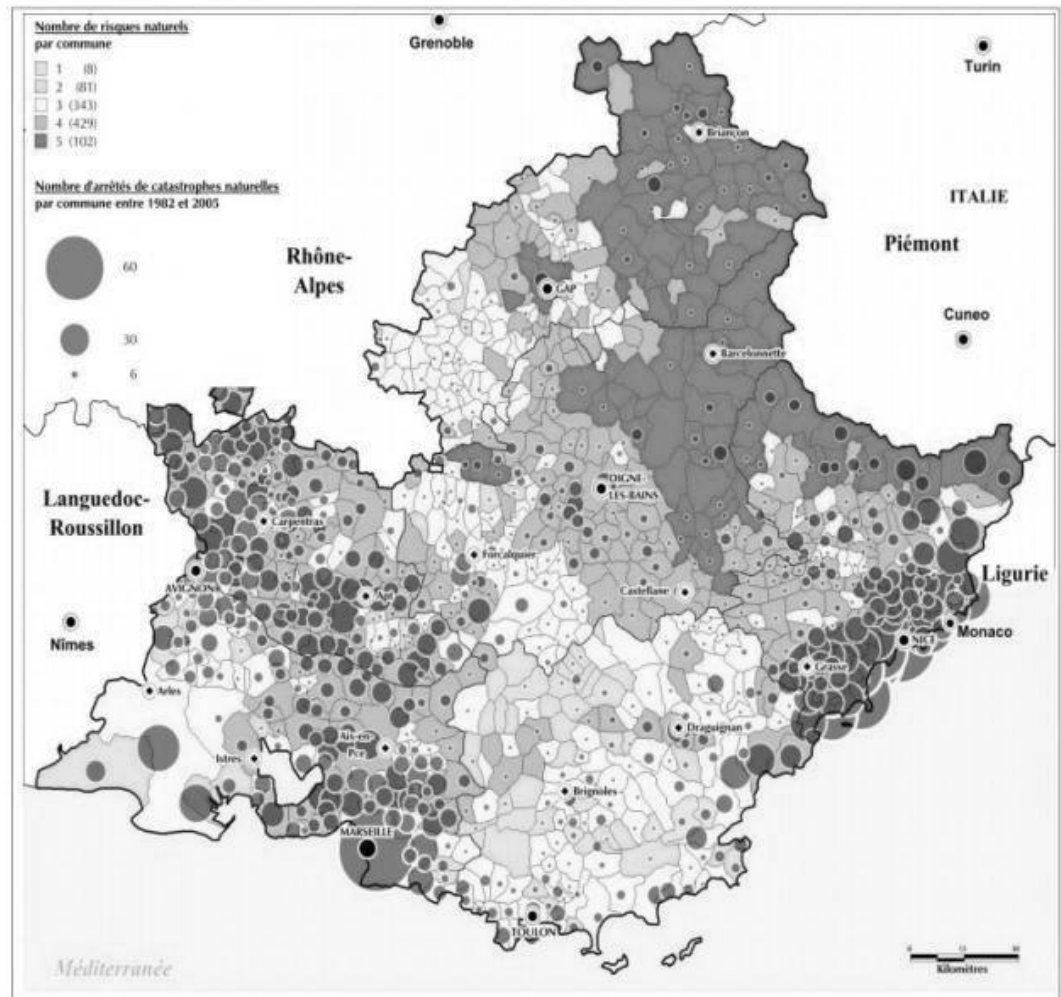 Nombre de risques naturels
par commune
1 (8)
2 (81)
3 (343)
4 (429)
5 (102)
Nombre d'arrêtés de catastrophes naturelles
par commune entre 1982 et 2005
60
30
6
Grenoble
Turin
Briançon
ITALIE
Piémont
Rhône-
Alpes
GAP
Cuneo
Barcelonnette
Languedoc-
Roussillon
DIGNE-
LES-BAINS
Carpentras
Forcalquier
AVIGNON
Castellane
Ligurie
Nîmes
Monaco
NICE
Grasse
Arles
Draguignan
Aix-en-
Pce
Istres
Brignoles
MARSEILLE
TOULON
Méditerranée
Kilomètres